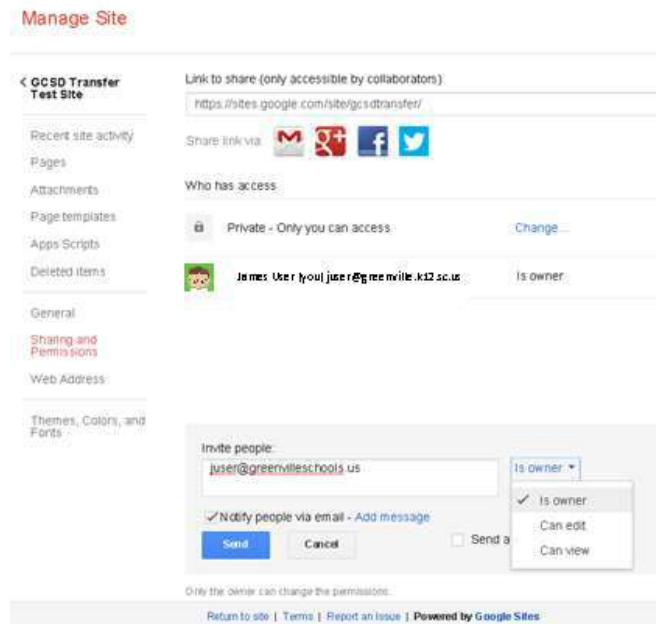 Manage Site
< GCSD Transfer
Test Site
Recent site activity
Pages
Attachments
Page templates
Apps Scripts
Deleted items
General
Sharing and
Permissions
Web Address
Themes, Colors, and
Fonts
Link to share (only accessible by collaborators)
https://sites.google.com/site/gcsdtransfer/
Share link via:
Who has access
Private - Only you can access Change...
James User (you) juser@greenville.k12.sc.us Is owner
Invite people:
juser@greenvilleschools.us Is owner
Is owner
Can edit
Can view
Notify people via email - Add message
Send Cancel Send a
Only the owner can change the permissions.
Return to site | Terms | Report an Issue | Powered by Google Sites